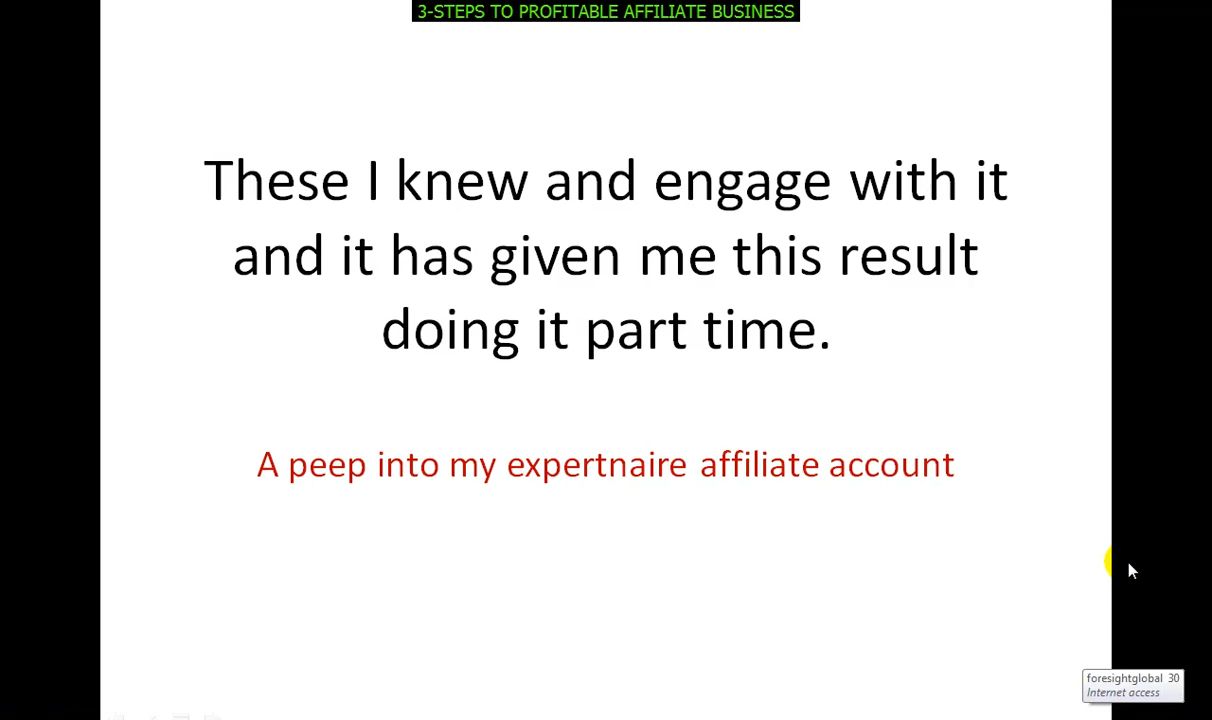 3-STEPS TO PROFITABLE AFFILIATE BUSINESS
These I knew and engage with it
and it has given me this result
doing it part time.
A peep into my expertnaire affiliate account
foresightglobal 30
Internet access